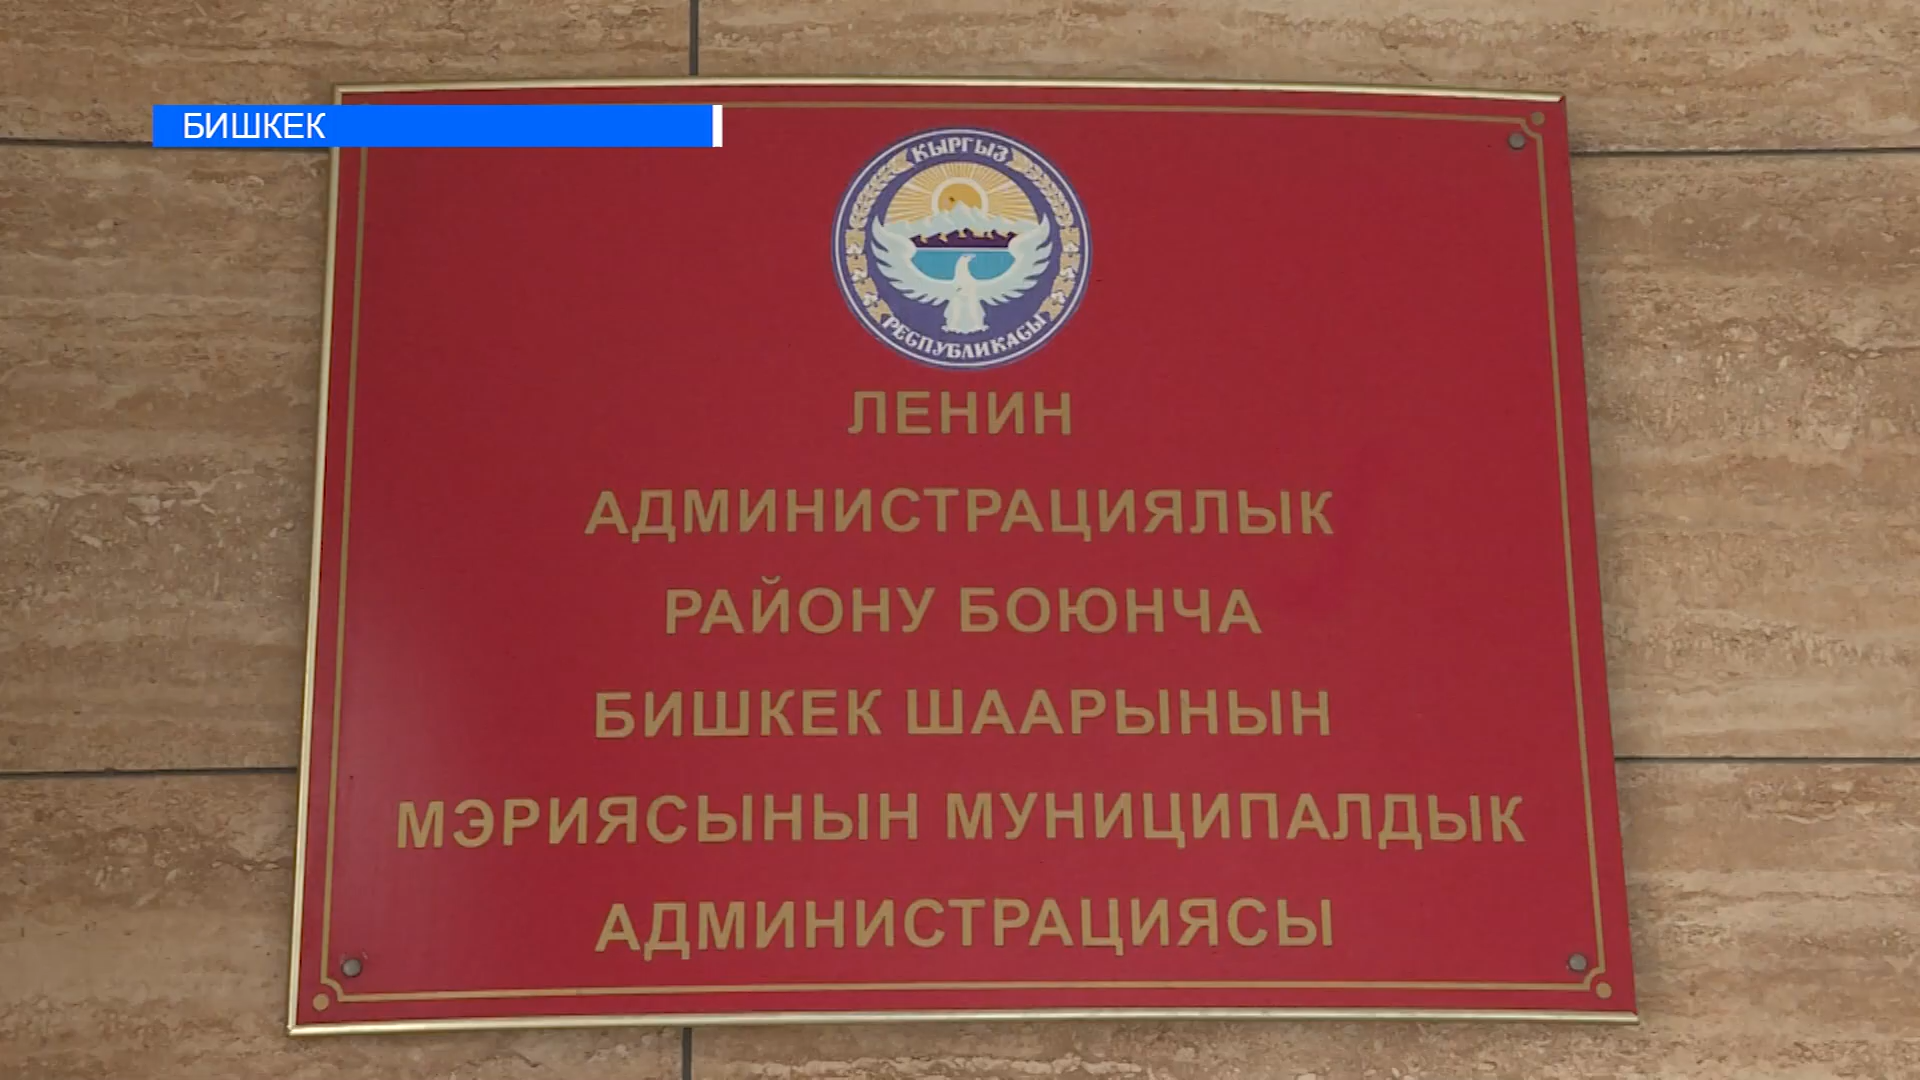 БИШКЕК
КЫРГЫЗ
РЕСПУБЛИКАСЫ
ЛЕНИН
АДМИНИСТРАЦИЯЛЫК
РАЙОНУ БОЮНЧА
БИШКЕК ШААРЫНЫН
МЭРИЯСЫНЫН МУНИЦИПАЛДЫК
АДМИНИСТРАЦИЯСЫ